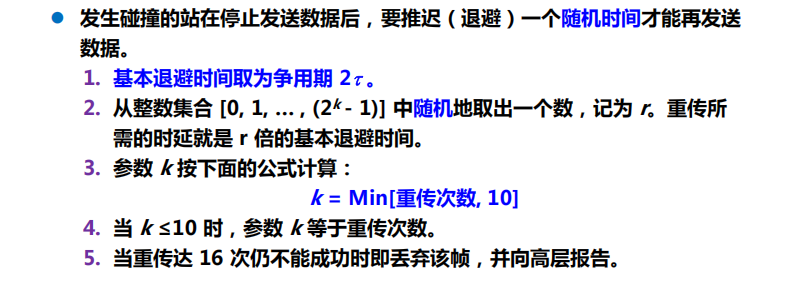 ● 发生碰撞的站在停止发送数据后，要推迟（退避）一个随机时间才能再发送
数据。
1. 基本退避时间取为争用期 2τ。
2. 从整数集合 [0, 1, … , (2ᵏ - 1)] 中随机地取出一个数，记为 r。重传所
需的时延就是 r 倍的基本退避时间。
3. 参数 k 按下面的公式计算：
k = Min[重传次数, 10]
4. 当 k ≤10 时，参数 k 等于重传次数。
5. 当重传达 16 次仍不能成功时即丢弃该帧，并向高层报告。